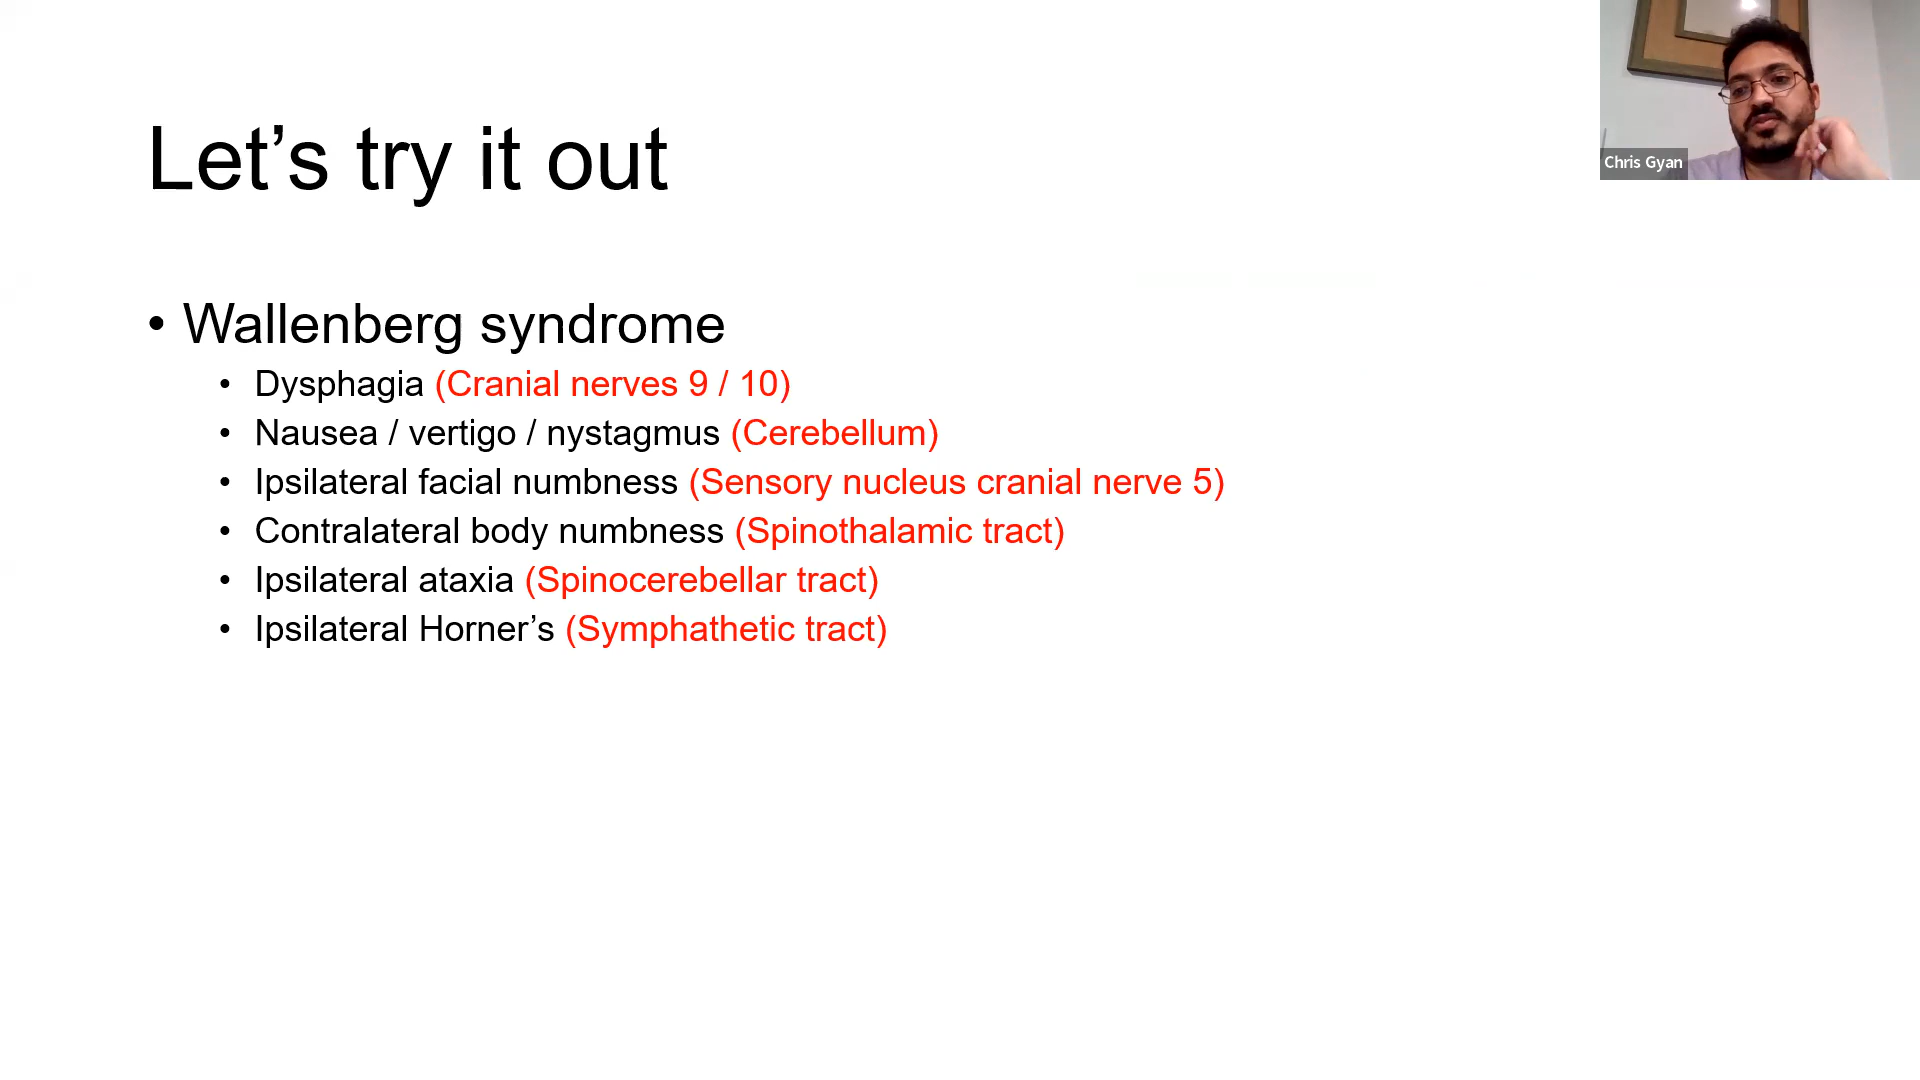 Let’s try it out
Chris Gyan
• Wallenberg syndrome
• Dysphagia (Cranial nerves 9 / 10)
• Nausea / vertigo / nystagmus (Cerebellum)
• Ipsilateral facial numbness (Sensory nucleus cranial nerve 5)
• Contralateral body numbness (Spinothalamic tract)
• Ipsilateral ataxia (Spinocerebellar tract)
• Ipsilateral Horner’s (Symphathetic tract)